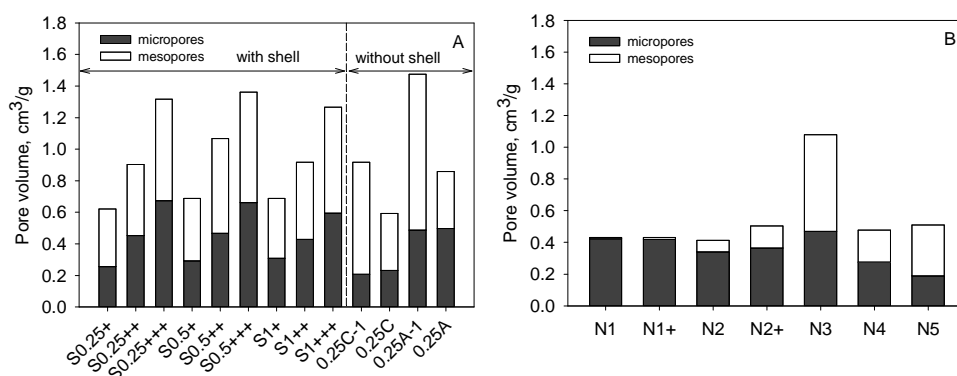 A
micropores
mesopores
with shell
without shell
Pore volume, cm³/g
1.8
1.6
1.4
1.2
1.0
0.8
0.6
0.4
0.2
0.0
S0.25+
S0.25++
S0.25+++
S0.5+
S0.5++
S0.5+++
S1+
S1++
S1+++
0.25C-1
0.25C
0.25A-1
0.25A
B
micropores
mesopores
Pore volume, cm³/g
1.8
1.6
1.4
1.2
1.0
0.8
0.6
0.4
0.2
0.0
N1
N1+
N2
N2+
N3
N4
N5